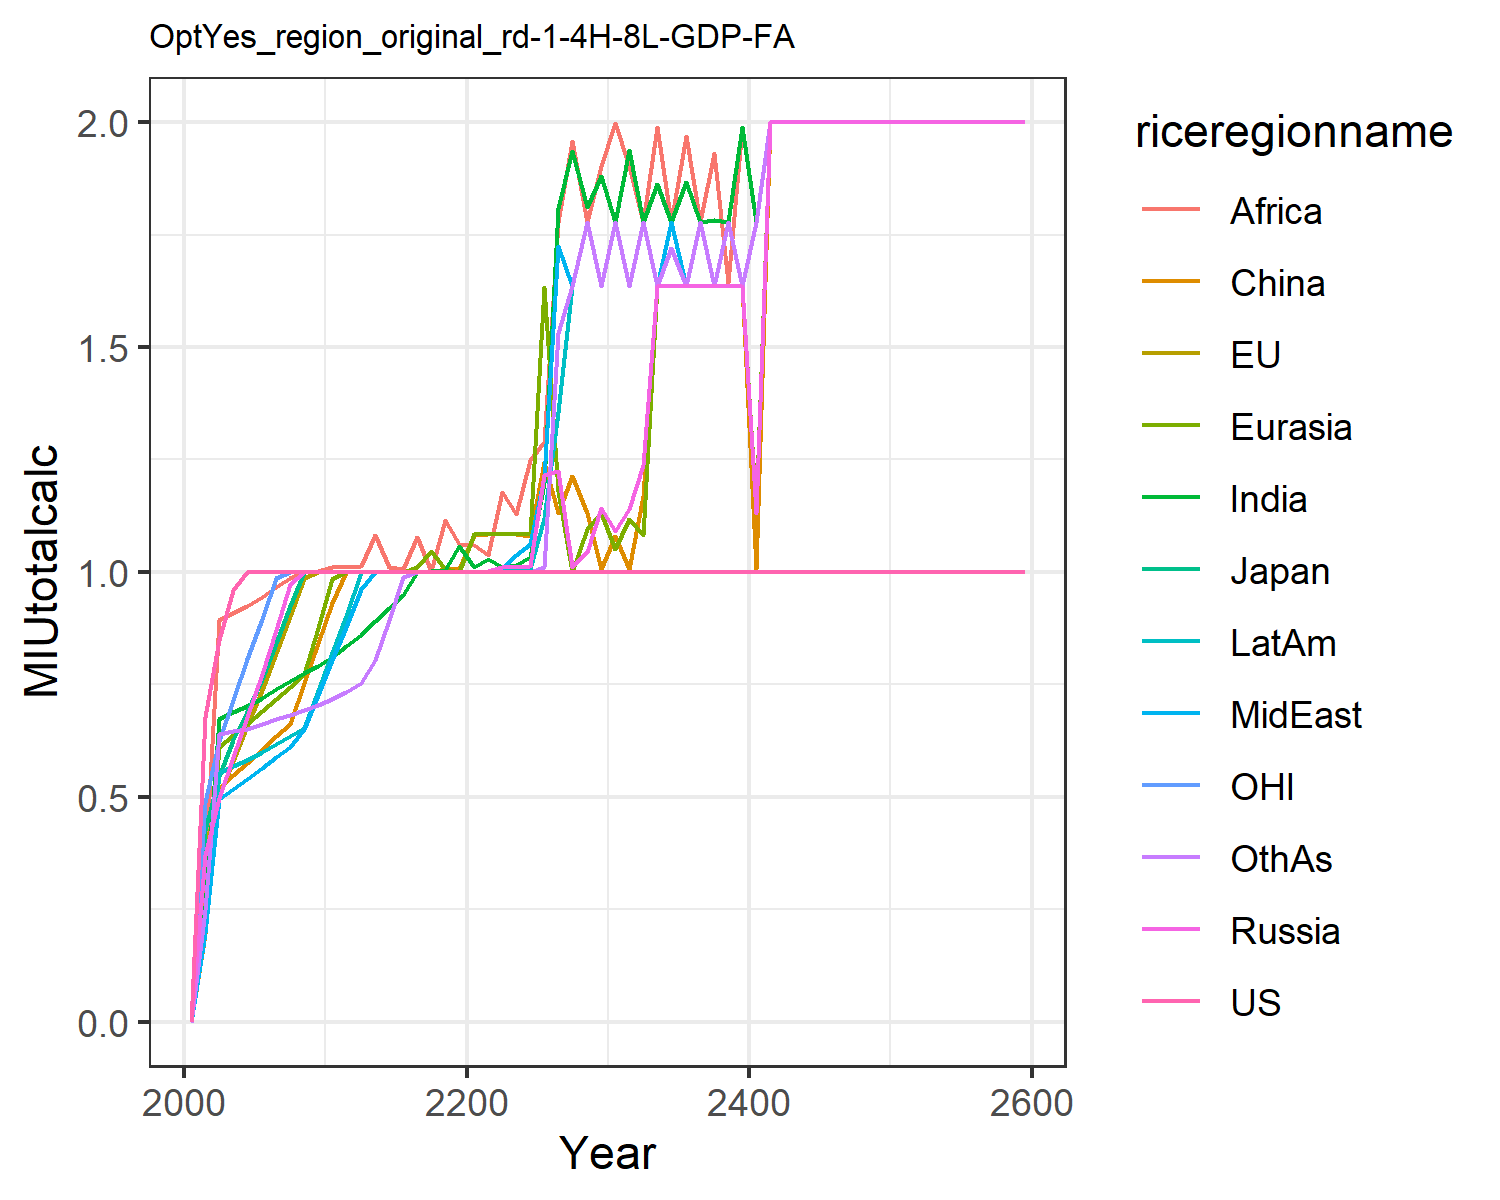 OptYes_region_original_rd-1-4H-8L-GDP-FA
2.0
1.5
1.0
0.5
0.0
MIUtotalcalc
2000 2200 2400 2600
Year
riceregionname
Africa
China
EU
Eurasia
India
Japan
LatAm
MidEast
OHI
OthAs
Russia
US